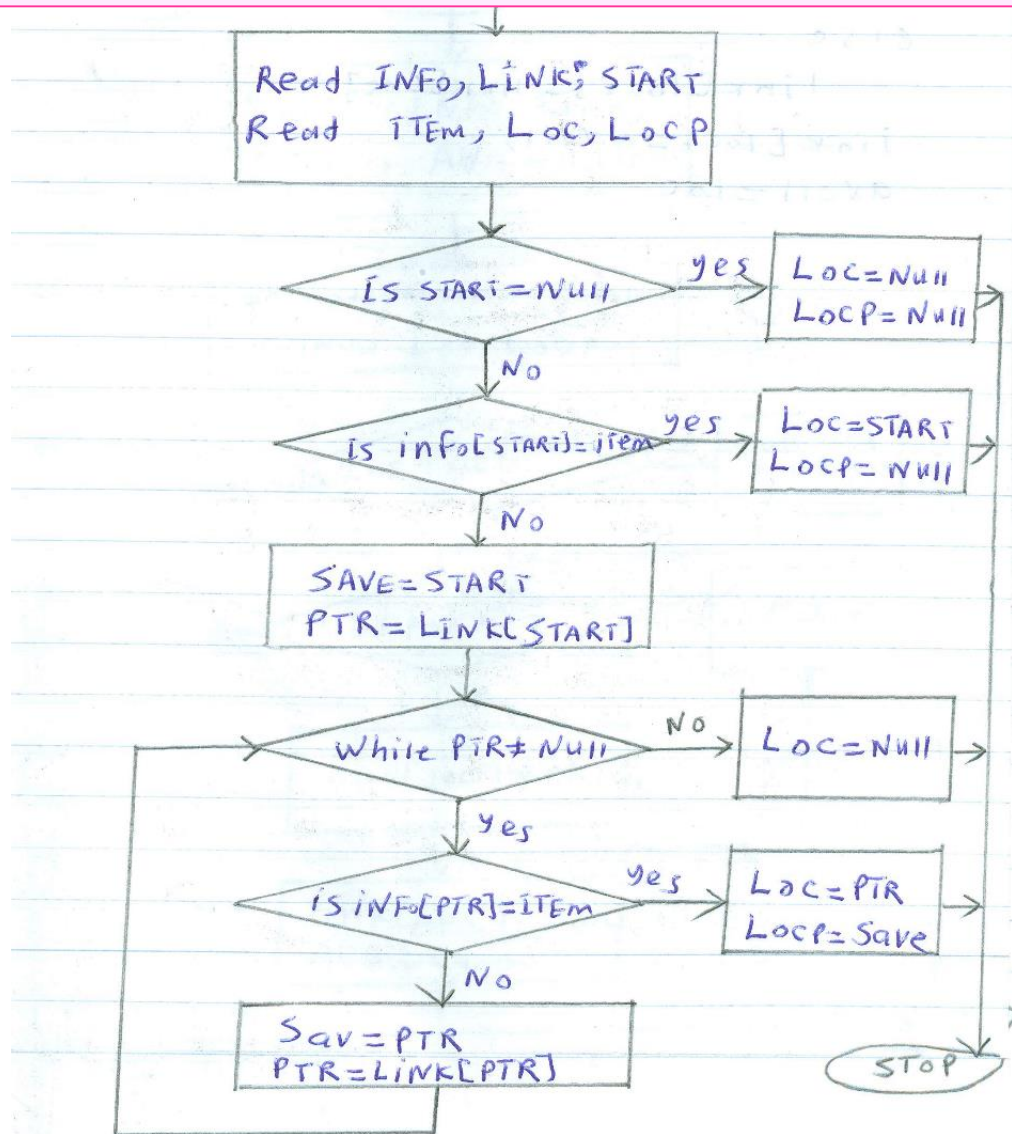 Read INFO, LINK, START
Read ITEM, LOC, LOCP
Is START=Null
yes
LOC=Null
LOCP=Null
No
Is info[START]=item
yes
LOC=START
LOCP=Null
No
SAVE=START
PTR=LINK[START]
While PTR≠Null
NO
LOC=Null
yes
is INFO[PTR]=ITEM
yes
LOC=PTR
LOCP=Save
No
Sav=PTR
PTR=LINK[PTR]
STOP